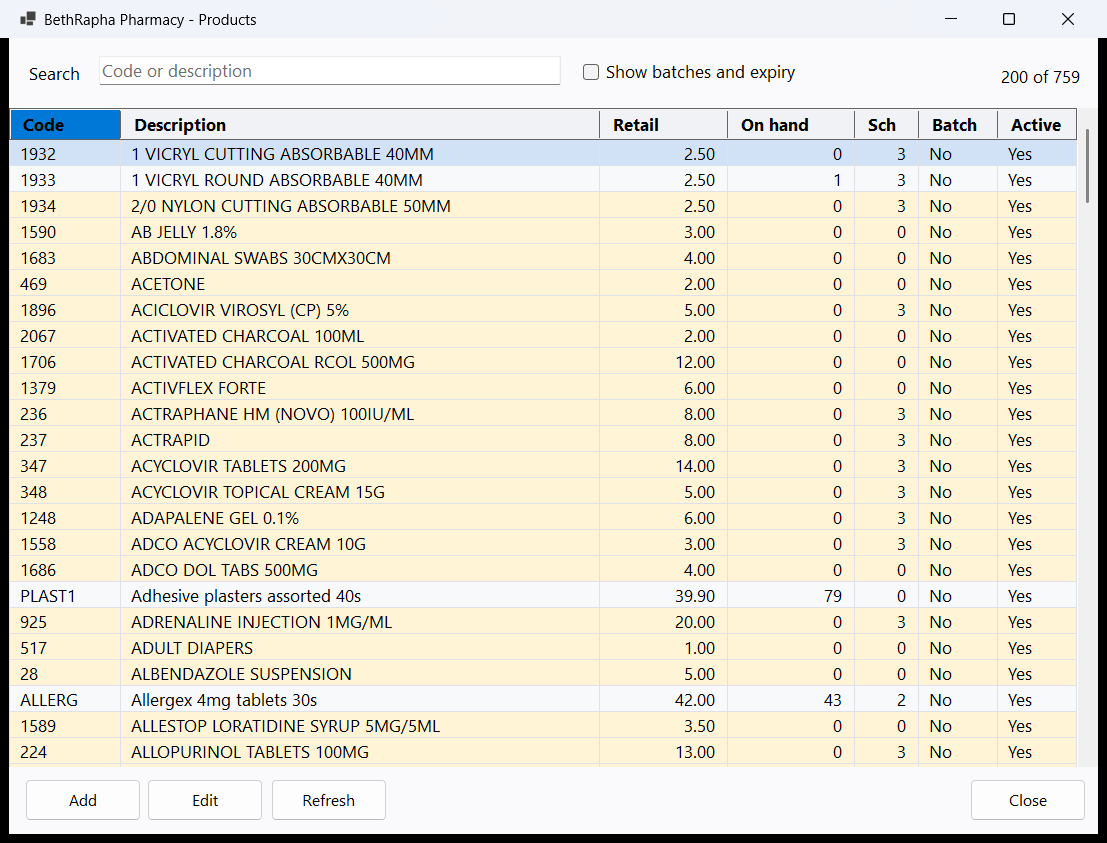 BethRapha Pharmacy - Products
Search Code or description Show batches and expiry 200 of 759
Code Description Retail On hand Sch Batch Active
1932 1 VICRYL CUTTING ABSORBABLE 40MM 2.50 0 3 No Yes
1933 1 VICRYL ROUND ABSORBABLE 40MM 2.50 1 3 No Yes
1934 2/0 NYLON CUTTING ABSORBABLE 50MM 2.50 0 3 No Yes
1590 AB JELLY 1.8% 3.00 0 0 No Yes
1683 ABDOMINAL SWABS 30CMX30CM 4.00 0 0 No Yes
469 ACETONE 2.00 0 0 No Yes
1896 ACICLOVIR VIROSYL (CP) 5% 5.00 0 3 No Yes
2067 ACTIVATED CHARCOAL 100ML 2.00 0 0 No Yes
1706 ACTIVATED CHARCOAL RCOL 500MG 12.00 0 0 No Yes
1379 ACTIVFLEX FORTE 6.00 0 0 No Yes
236 ACTRAPHANE HM (NOVO) 100IU/ML 8.00 0 3 No Yes
237 ACTRAPID 8.00 0 3 No Yes
347 ACYCLOVIR TABLETS 200MG 14.00 0 3 No Yes
348 ACYCLOVIR TOPICAL CREAM 15G 5.00 0 3 No Yes
1248 ADAPALENE GEL 0.1% 6.00 0 3 No Yes
1558 ADCO ACYCLOVIR CREAM 10G 3.00 0 3 No Yes
1686 ADCO DOL TABS 500MG 4.00 0 0 No Yes
PLAST1 Adhesive plasters assorted 40s 39.90 79 0 No Yes
925 ADRENALINE INJECTION 1MG/ML 20.00 0 3 No Yes
517 ADULT DIAPERS 1.00 0 0 No Yes
28 ALBENDAZOLE SUSPENSION 5.00 0 0 No Yes
ALLERG Allergex 4mg tablets 30s 42.00 43 2 No Yes
1589 ALLESTOP LORATIDINE SYRUP 5MG/5ML 3.50 0 0 No Yes
224 ALLOPURINOL TABLETS 100MG 13.00 0 3 No Yes
Add Edit Refresh Close